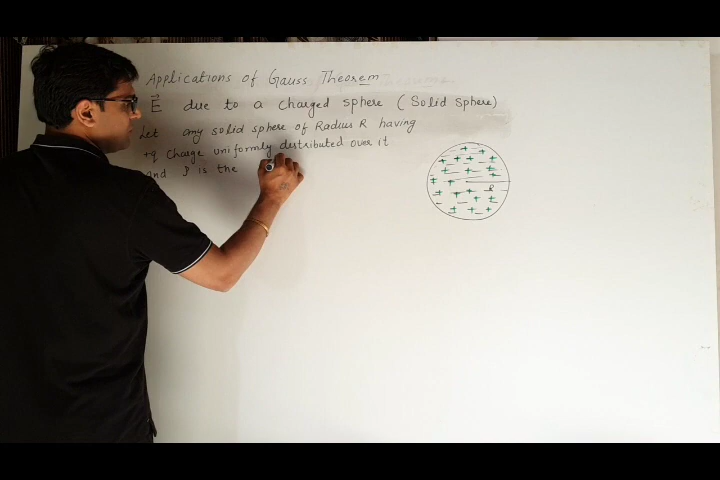 Applications of Gauss Theorem
E due to a charged sphere (Solid Sphere)
Let any solid sphere of Radius R having
+q Charge uniformly distributed over it
and ρ is the
R